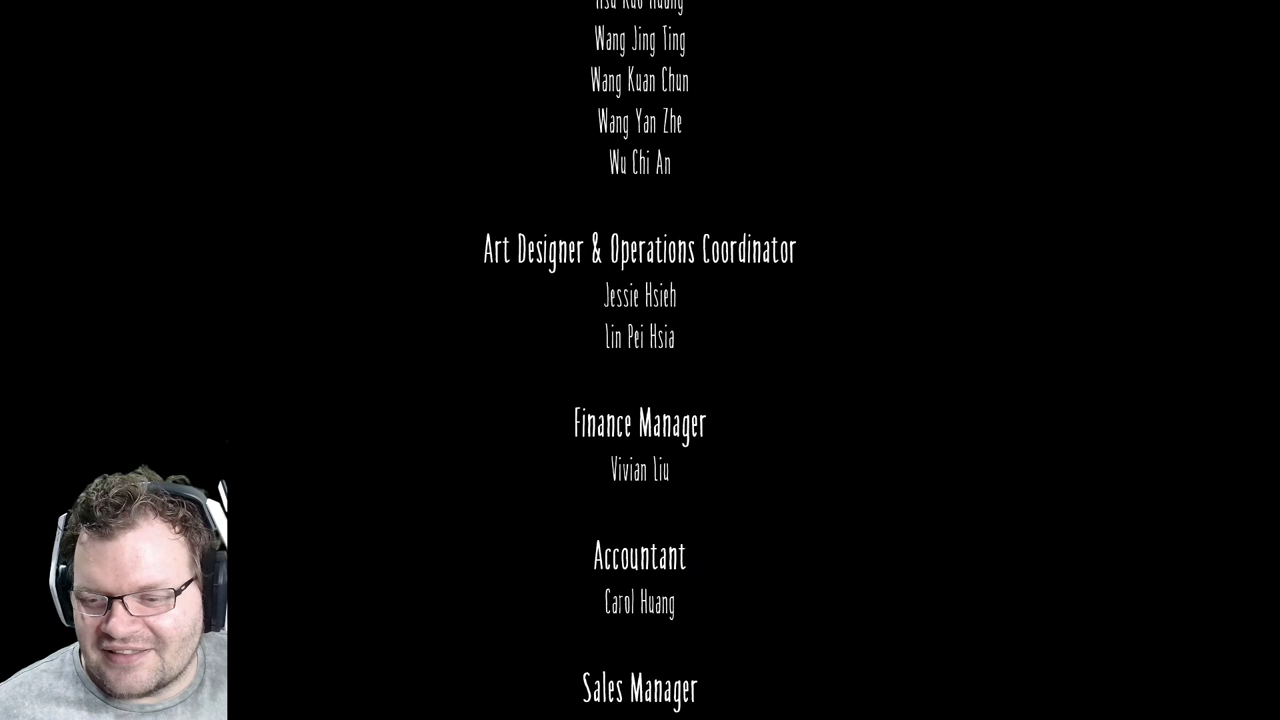 Wang Jing Ting
Wang Kuan Chun
Wang Yan Zhe
Wu Chi An
Art Designer & Operations Coordinator
Jessie Hsieh
Lin Pei Hsia
Finance Manager
Vivian Liu
Accountant
Carol Huang
Sales Manager